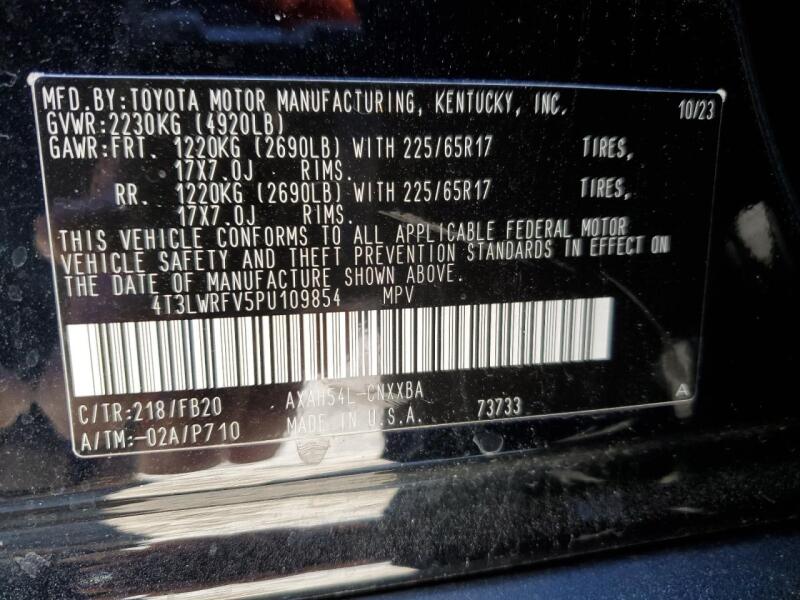 MFD.BY:TOYOTA MOTOR MANUFACTURING, KENTUCKY, INC. 10/23
GVWR:2230KG (4920LB)
GAWR:FRT. 1220KG (2690LB) WITH 225/65R17 TIRES,
17X7.0J RIMS.
RR. 1220KG (2690LB) WITH 225/65R17 TIRES,
17X7.0J RIMS.
THIS VEHICLE CONFORMS TO ALL APPLICABLE FEDERAL MOTOR
VEHICLE SAFETY AND THEFT PREVENTION STANDARDS IN EFFECT ON
THE DATE OF MANUFACTURE SHOWN ABOVE.
4T3LWRFV5PU109854 MPV
C/TR:218/FB20 AXAH54L-CNXXBA
A/TM:-02A/P710 MADE IN U.S.A. 73733 A